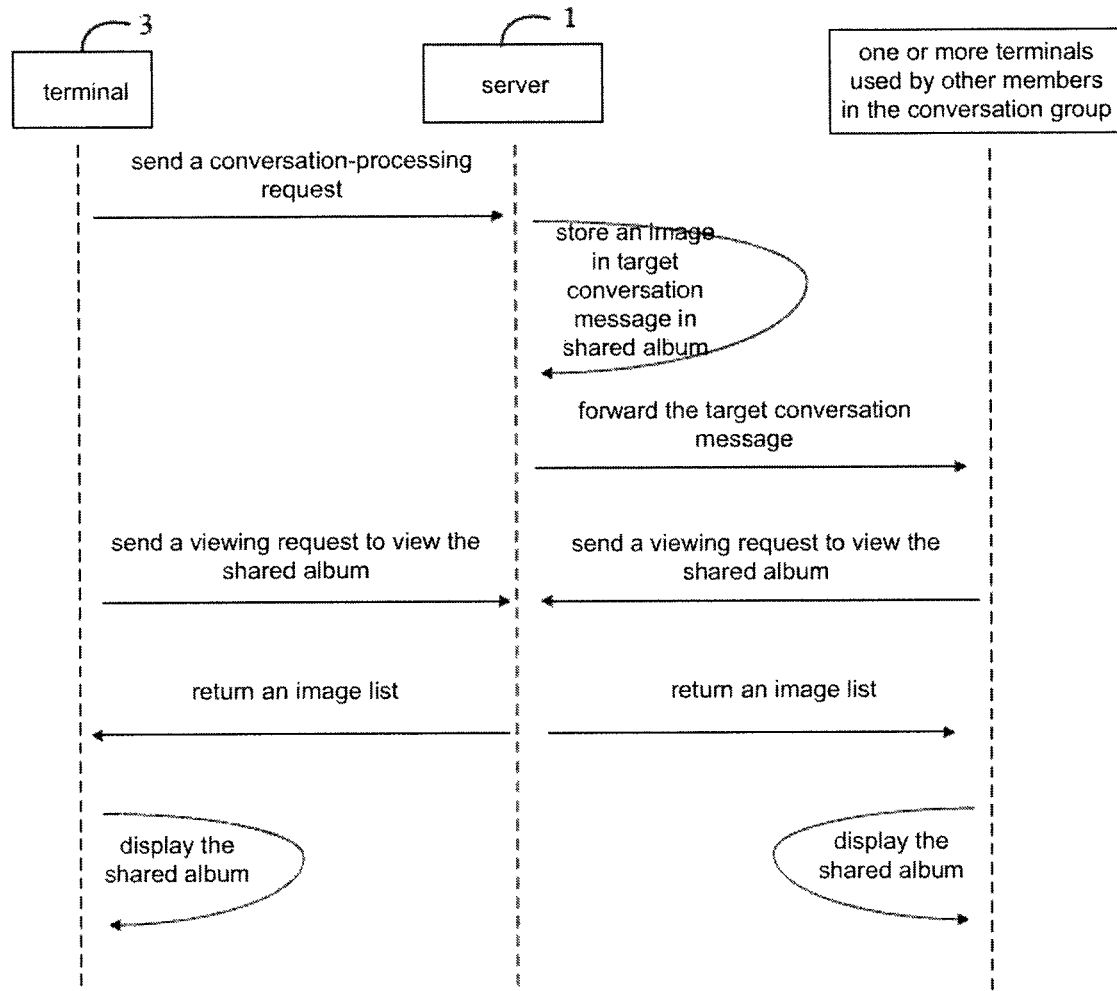 3
1
terminal
server
one or more terminals
used by other members
in the conversation group
send a conversation-processing
request
store an image
in target
conversation
message in
shared album
forward the target conversation
message
send a viewing request to view the
shared album
send a viewing request to view the
shared album
return an image list
return an image list
display the
shared album
display the
shared album